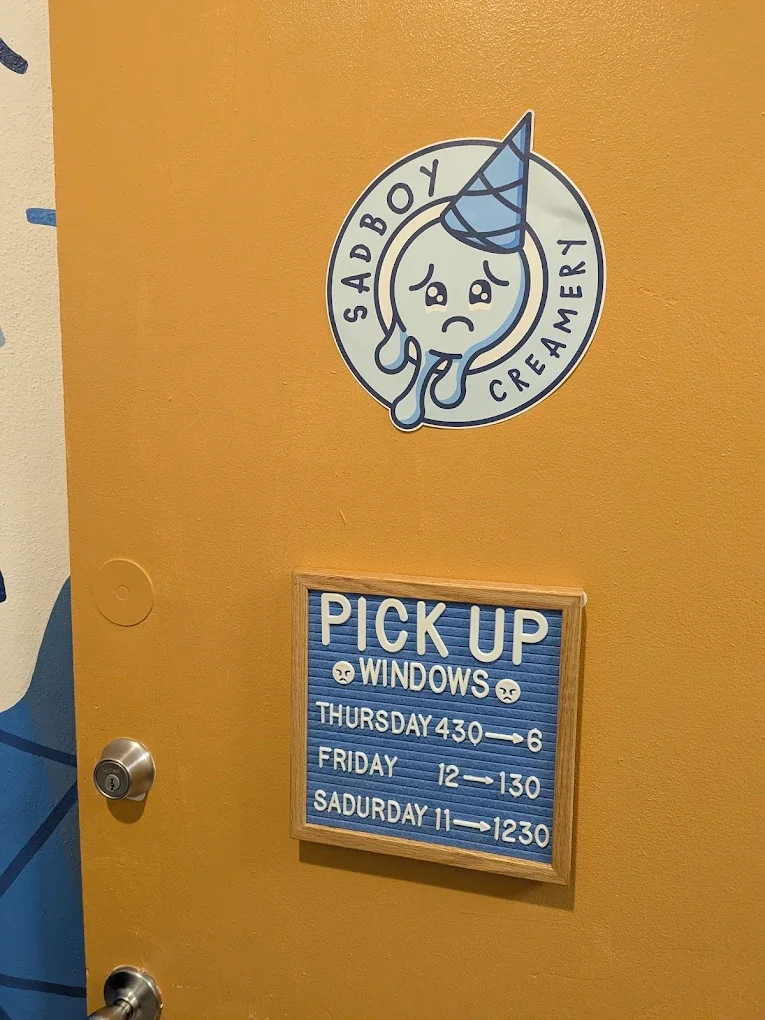 SADBOY
CREAMERY
PICK UP
WINDOWS
THURSDAY 430→6
FRIDAY 12→130
SADURDAY 11→1230